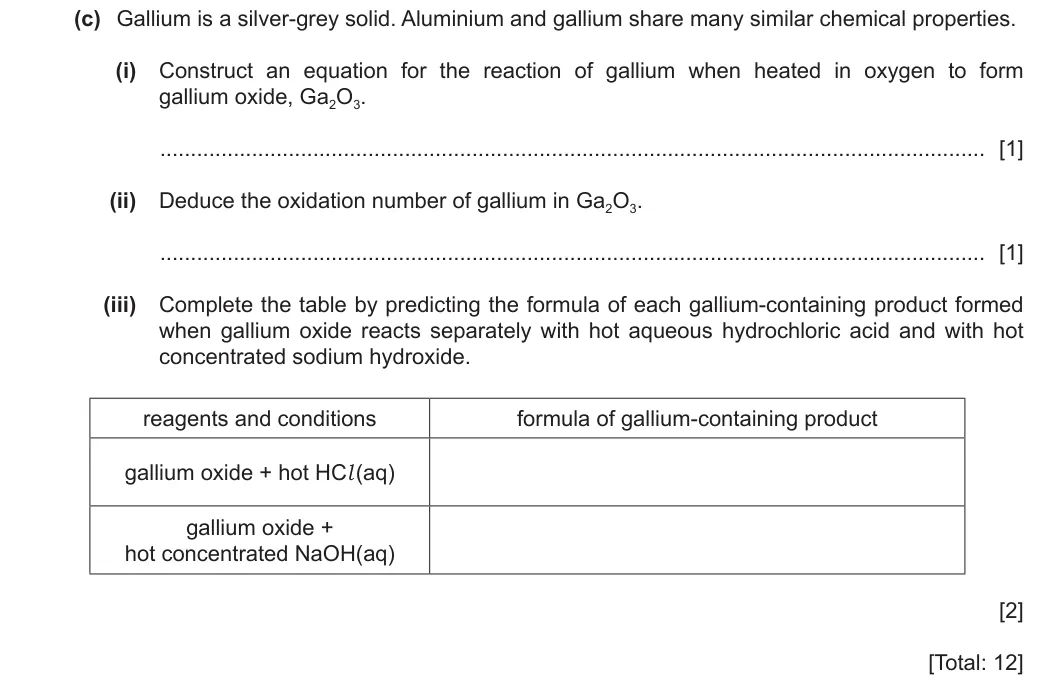 (c) Gallium is a silver-grey solid. Aluminium and gallium share many similar chemical properties.
(i) Construct an equation for the reaction of gallium when heated in oxygen to form
gallium oxide, Ga₂O₃.
.......................................................................................................................................... [1]
(ii) Deduce the oxidation number of gallium in Ga₂O₃.
.......................................................................................................................................... [1]
(iii) Complete the table by predicting the formula of each gallium-containing product formed
when gallium oxide reacts separately with hot aqueous hydrochloric acid and with hot
concentrated sodium hydroxide.
reagents and conditions formula of gallium-containing product
gallium oxide + hot HCl(aq)
gallium oxide +
hot concentrated NaOH(aq)
[2]
[Total: 12]